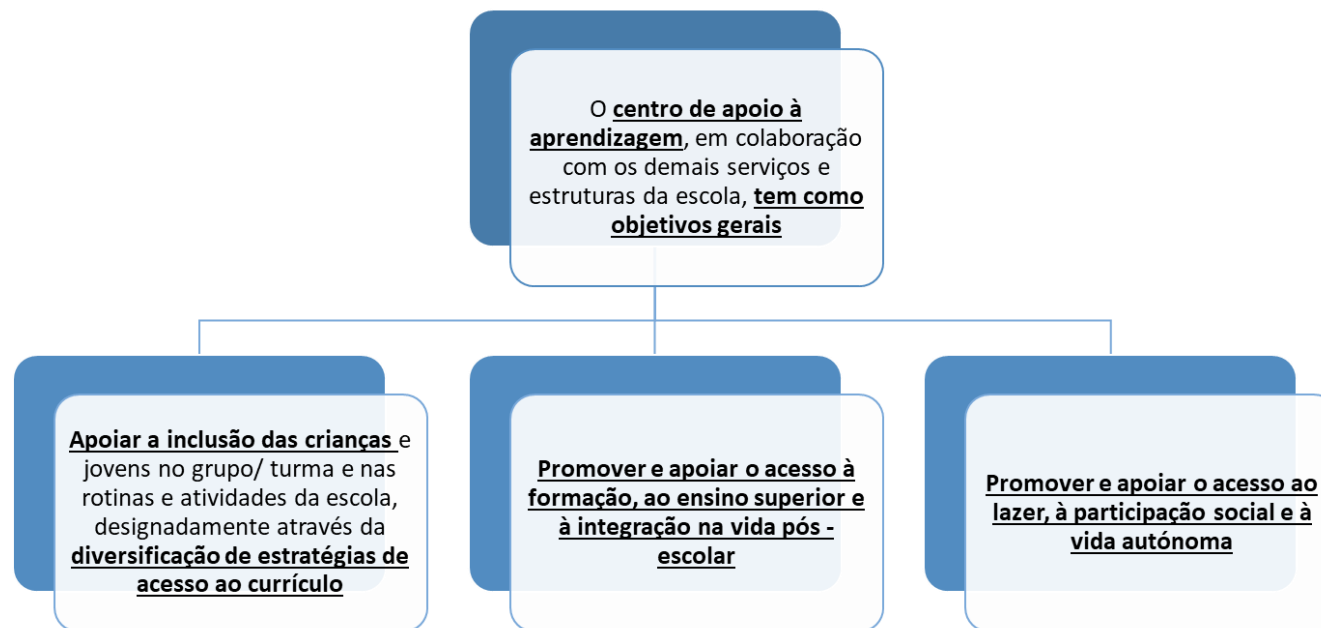 O centro de apoio à
aprendizagem, em colaboração
com os demais serviços e
estruturas da escola, tem como
objetivos gerais
Apoiar a inclusão das crianças e
jovens no grupo/ turma e nas
rotinas e atividades da escola,
designadamente através da
diversificação de estratégias de
acesso ao currículo
Promover e apoiar o acesso à
formação, ao ensino superior e
à integração na vida pós -
escolar
Promover e apoiar o acesso ao
lazer, à participação social e à
vida autónoma